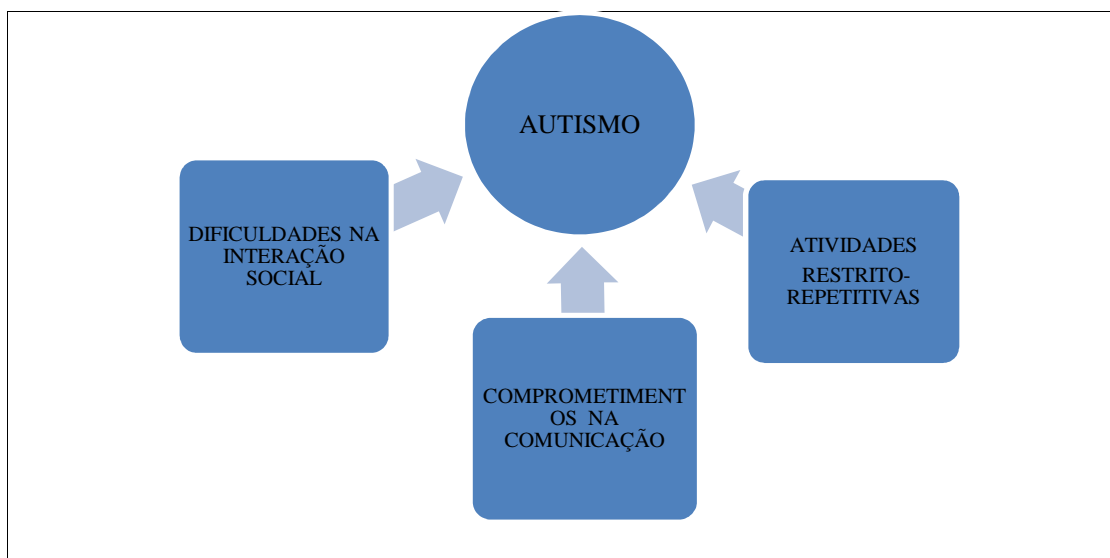 AUTISMO
DIFICULDADES NA
INTERAÇÃO
SOCIAL
ATIVIDADES
RESTRITO-
REPETITIVAS
COMPROMETIMENT
OS NA
COMUNICAÇÃO